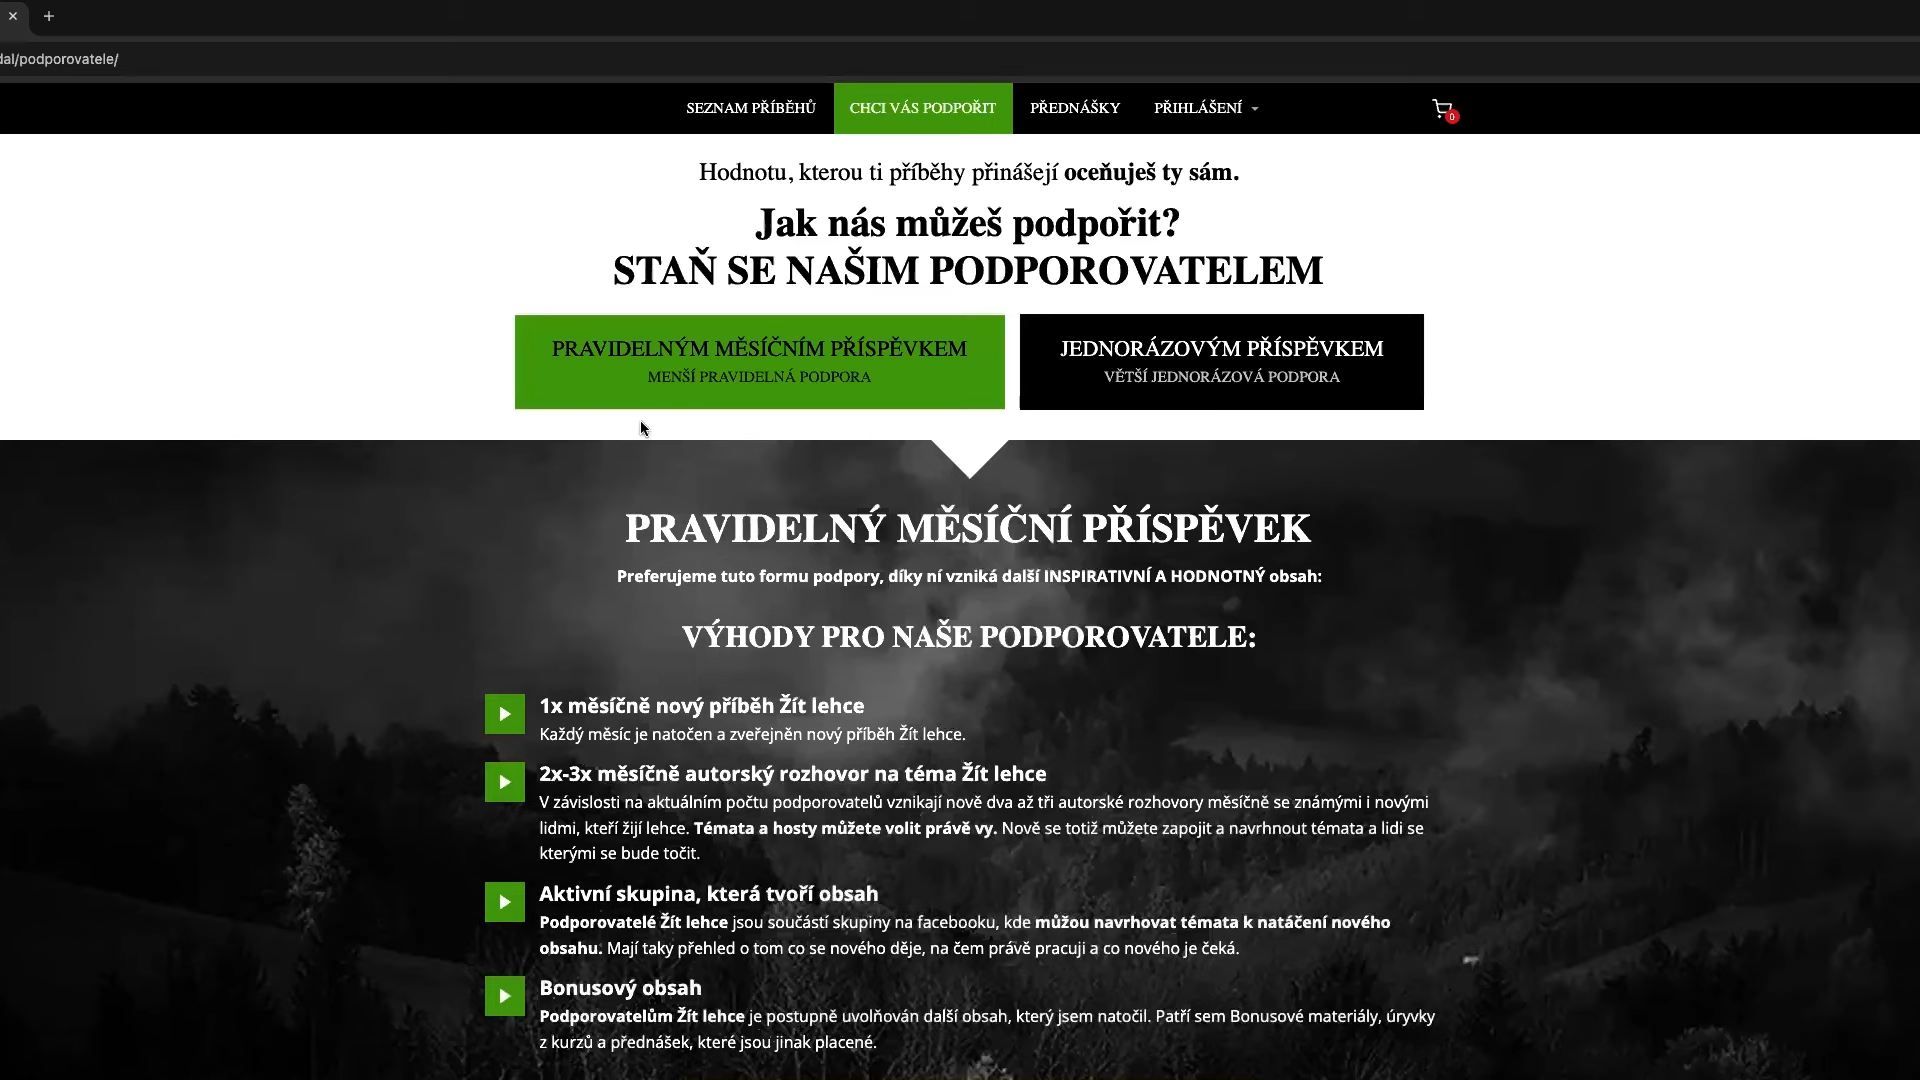 dal/podporovatele/
SEZNAM PŘÍBĚHŮ CHCI VÁS PODPOŘIT PŘEDNÁŠKY PŘIHLÁŠENÍ 0
Hodnotu, kterou ti příběhy přinášejí oceňuješ ty sám.
Jak nás můžeš podpořit?
STAŇ SE NAŠIM PODPOROVATELEM
PRAVIDELNÝM MĚSÍČNÍM PŘÍSPĚVKEM
MENŠÍ PRAVIDELNÁ PODPORA
JEDNORÁZOVÝM PŘÍSPĚVKEM
VĚTŠÍ JEDNORÁZOVÁ PODPORA
PRAVIDELNÝ MĚSÍČNÍ PŘÍSPĚVEK
Preferujeme tuto formu podpory, díky ní vzniká další INSPIRATIVNÍ A HODNOTNÝ obsah:
VÝHODY PRO NAŠE PODPOROVATELE:
1x měsíčně nový příběh Žít lehce
Každý měsíc je natočen a zveřejněn nový příběh Žít lehce.
2x-3x měsíčně autorský rozhovor na téma Žít lehce
V závislosti na aktuálním počtu podporovatelů vznikají nově dva až tři autorské rozhovory měsíčně se známými i novými
lidmi, kteří žijí lehce. Témata a hosty můžete volit právě vy. Nově se totiž můžete zapojit a navrhnout témata a lidi se
kterými se bude točit.
Aktivní skupina, která tvoří obsah
Podporovatelé Žít lehce jsou součástí skupiny na facebooku, kde můžou navrhovat témata k natáčení nového
obsahu. Mají taky přehled o tom co se nového děje, na čem právě pracuji a co nového je čeká.
Bonusový obsah
Podporovatelům Žít lehce je postupně uvolňován další obsah, který jsem natočil. Patří sem Bonusové materiály, úryvky
z kurzů a přednášek, které jsou jinak placené.